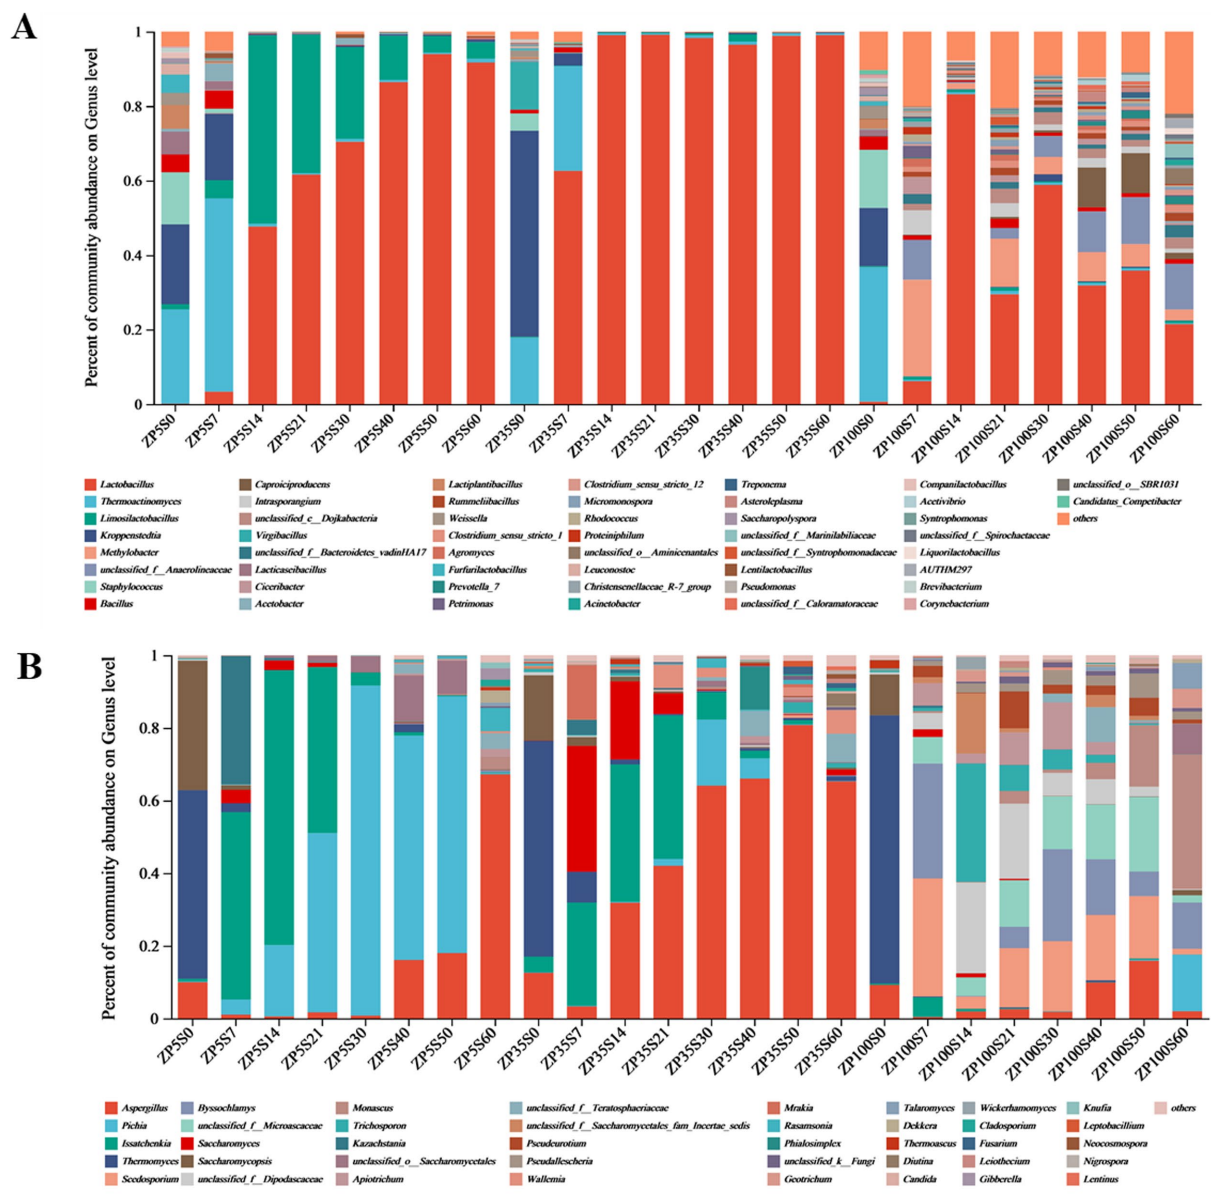 A
Percent of community abundance on Genus level
1
0.8
0.6
0.4
0.2
0
ZP5S0 ZP5S7 ZP5S14 ZP5S21 ZP5S30 ZP5S40 ZP5S50 ZP5S60 ZP35S0 ZP35S7 ZP35S14 ZP35S21 ZP35S30 ZP35S40 ZP35S50 ZP35S60 ZP100S0 ZP100S7 ZP100S14 ZP100S21 ZP100S30 ZP100S40 ZP100S50 ZP100S60
Lactobacillus Caproiciproducens Lactiplantibacillus Clostridium_sensu_stricto_12 Treponema Companilactobacillus unclassified_o__SBR1031
Thermoactinomyces Intrasporangium Rummeliibacillus Micromonospora Asteroleplasma Acetivibrio Candidatus_Competibacter
Limosilactobacillus unclassified_c__Dojkabacteria Weissella Rhodococcus Saccharopolyspora Syntrophomonas others
Kroppenstedtia Virgibacillus Clostridium_sensu_stricto_1 Proteiniphilum unclassified_f__Marinilabiliaceae unclassified_f__Spirochaetaceae
Methylobacter unclassified_f__Bacteroidetes_vadinHA17 Agromyces unclassified_o__Aminicenantales unclassified_f__Syntrophomonadaceae Liquorilactobacillus
unclassified_f__Anaerolineaceae Lacticaseibacillus Furfurilactobacillus Leuconostoc Lentilactobacillus AUTHM297
Staphylococcus Ciceribacter Prevotella_7 Christensenellaceae_R-7_group Pseudomonas Brevibacterium
Bacillus Acetobacter Petrimonas Acinetobacter unclassified_f__Caloramatoraceae Corynebacterium
B
Percent of community abundance on Genus level
1
0.8
0.6
0.4
0.2
0
ZP5S0 ZP5S7 ZP5S14 ZP5S21 ZP5S30 ZP5S40 ZP5S50 ZP5S60 ZP35S0 ZP35S7 ZP35S14 ZP35S21 ZP35S30 ZP35S40 ZP35S50 ZP35S60 ZP100S0 ZP100S7 ZP100S14 ZP100S21 ZP100S30 ZP100S40 ZP100S50 ZP100S60
Aspergillus Byssochlamys Monascus unclassified_f__Teratosphaeriaceae Mrakia Talaromyces Wickerhamomyces Knufia others
Pichia unclassified_f__Microascaceae Trichosporon unclassified_f__Saccharomycetales_fam_Incertae_sedis Rasamsonia Dekkera Cladosporium Leptobacillium
Issatchenkia Saccharomyces Kazachstania Pseudeurotium Phialosimplex Thermoascus Fusarium Neocosmospora
Thermomyces Saccharomycopsis unclassified_o__Saccharomycetales Pseudallescheria unclassified_k__Fungi Diutina Leiothecium Nigrospora
Scedosporium unclassified_f__Dipodascaceae Apiotrichum Wallemia Geotrichum Candida Gibberella Lentinus